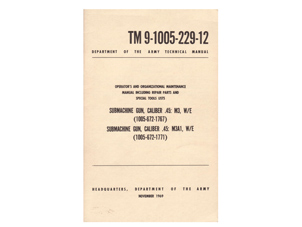 TM 9-1005-229-12
DEPARTMENT OF THE ARMY TECHNICAL MANUAL
OPERATOR'S AND ORGANIZATIONAL MAINTENANCE
MANUAL INCLUDING REPAIR PARTS AND
SPECIAL TOOLS LISTS
SUBMACHINE GUN, CALIBER .45: M3, W/E
(1005-672-1767)
SUBMACHINE GUN, CALIBER .45: M3A1, W/E
(1005-672-1771)
HEADQUARTERS, DEPARTMENT OF THE ARMY
NOVEMBER 1969